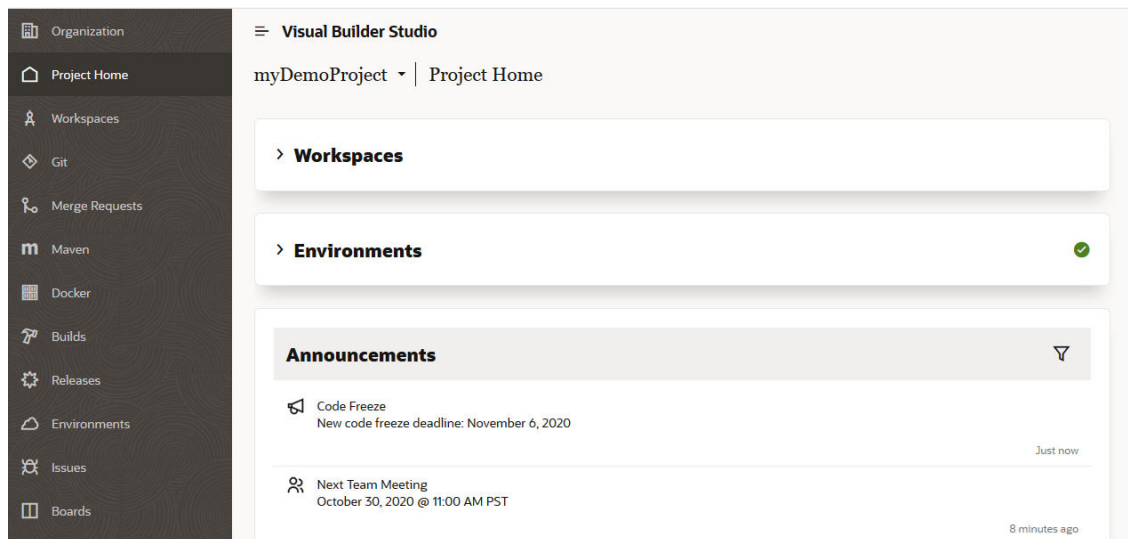 Organization
Project Home
Workspaces
Git
Merge Requests
Maven
Docker
Builds
Releases
Environments
Issues
Boards
Visual Builder Studio
myDemoProject
Project Home
Workspaces
Environments
Announcements
Code Freeze
New code freeze deadline: November 6, 2020
Just now
Next Team Meeting
October 30, 2020 @ 11:00 AM PST
8 minutes ago